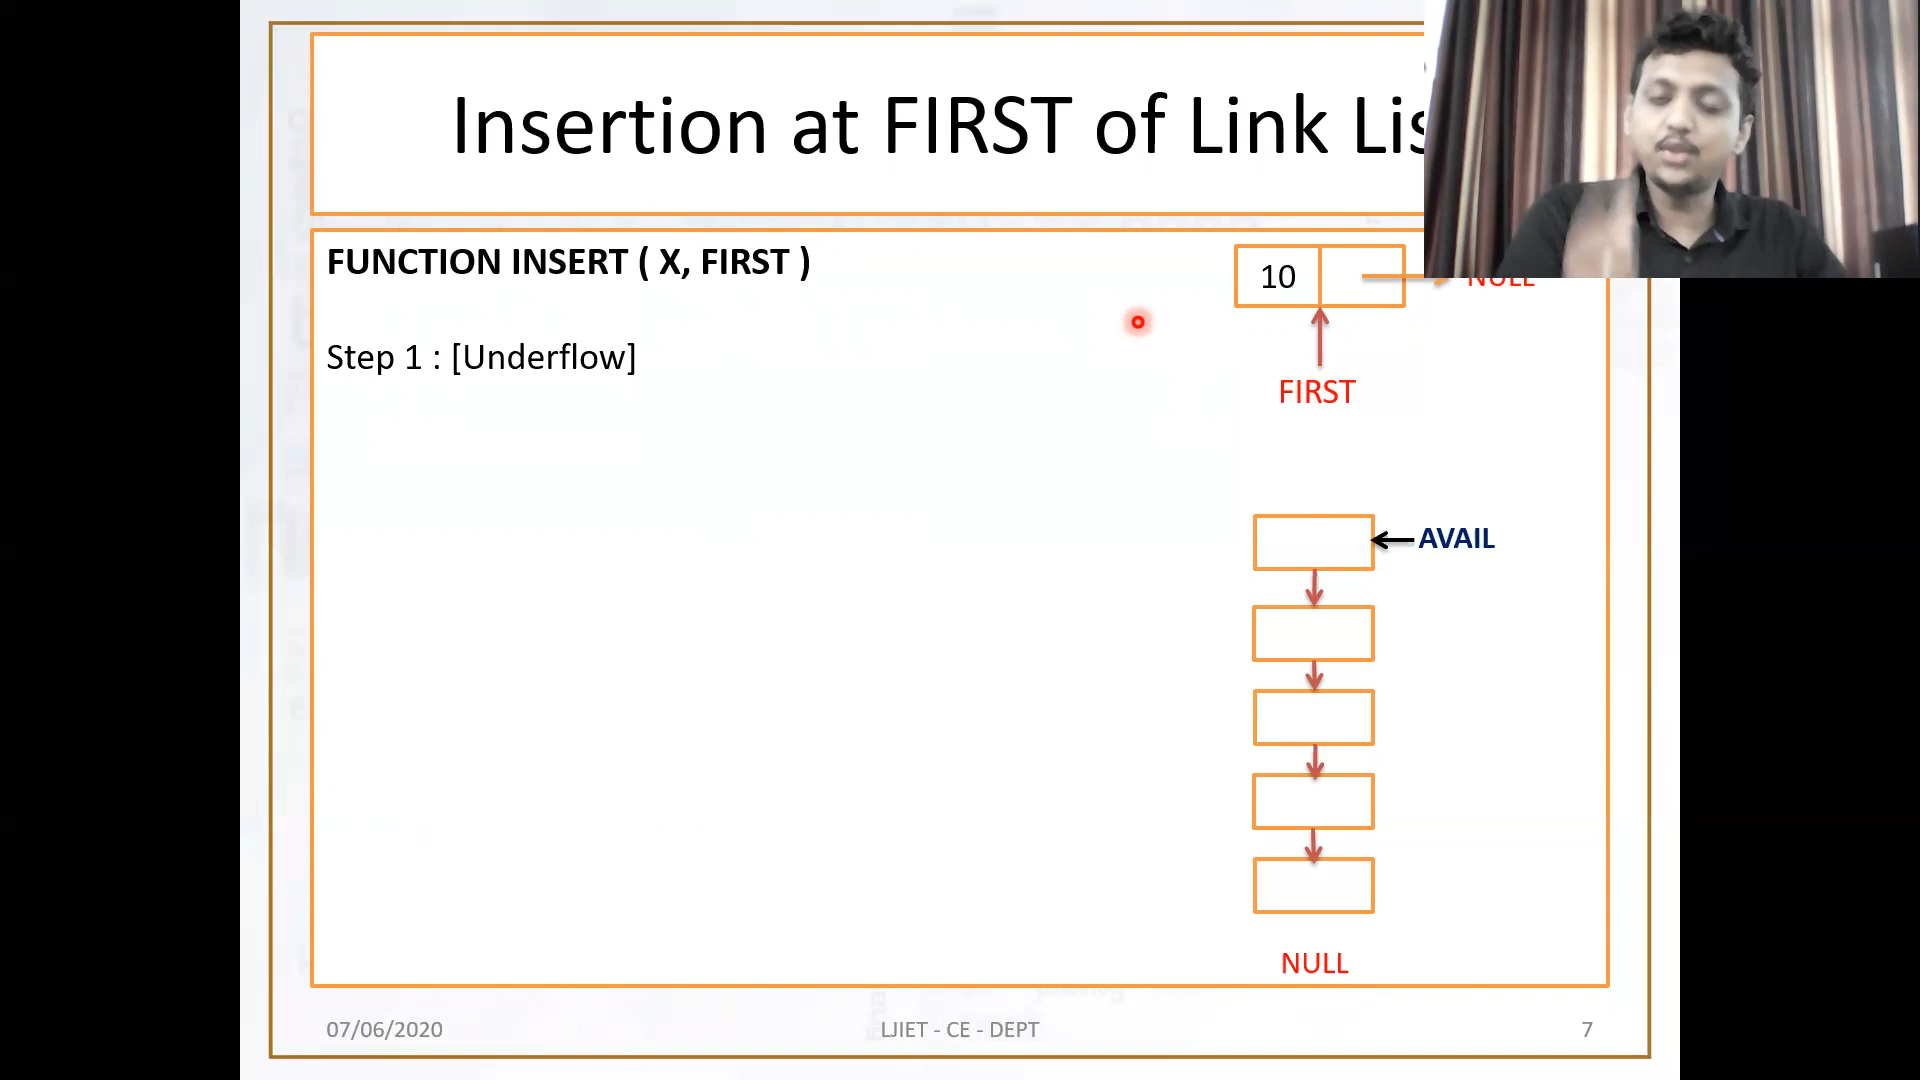 Insertion at FIRST of Link Lis
FUNCTION INSERT ( X, FIRST )
10
NULL
Step 1 : [Underflow]
FIRST
AVAIL
NULL
07/06/2020
LJIET - CE - DEPT
7